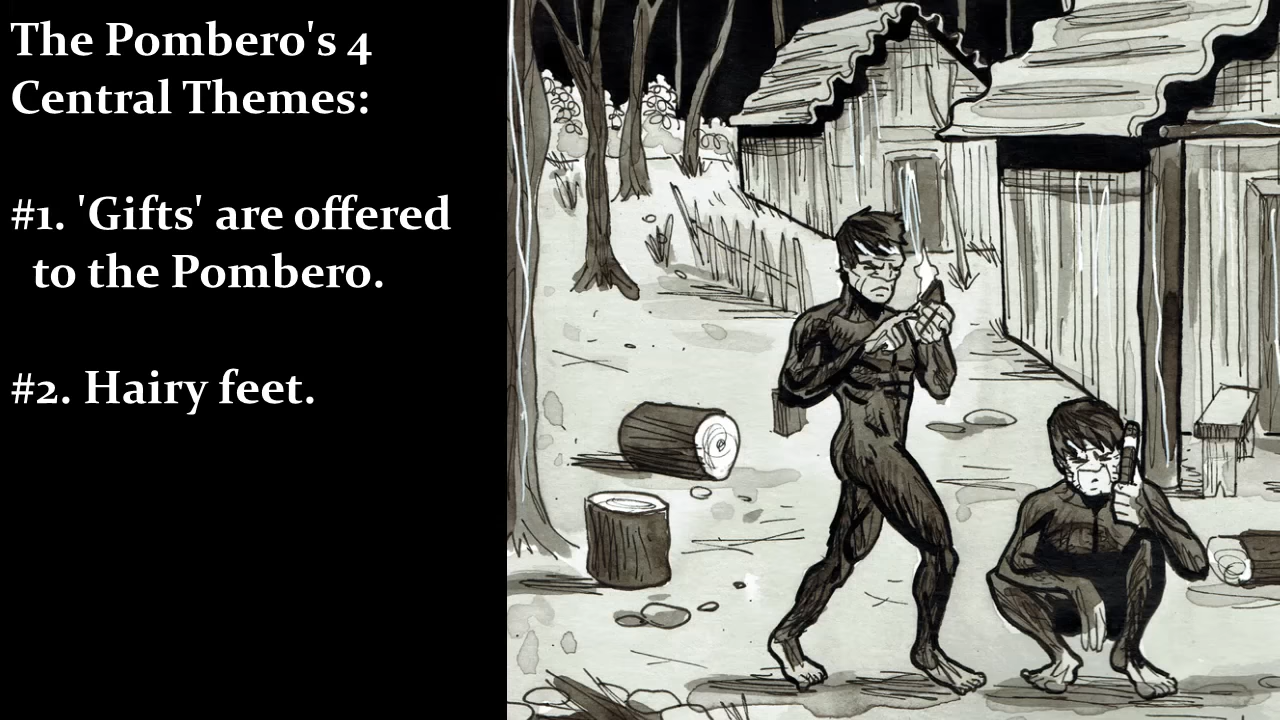 The Pombero's 4
Central Themes:
#1. 'Gifts' are offered
to the Pombero.
#2. Hairy feet.